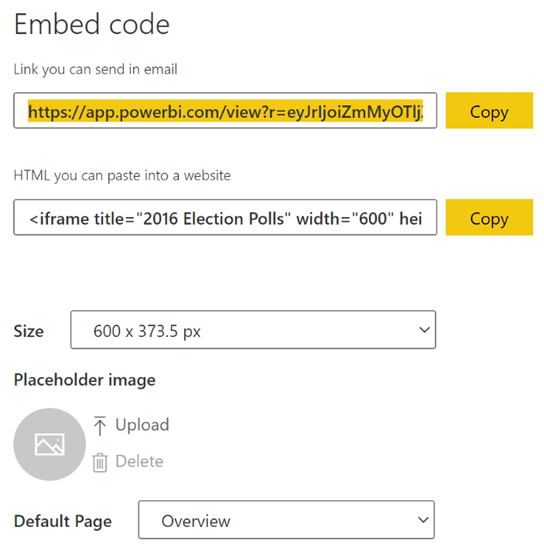 Embed code
Link you can send in email
https://app.powerbi.com/view?r=eyJrIjoiZmMyOTlj
Copy
HTML you can paste into a website
<iframe title="2016 Election Polls" width="600" hei
Copy
Size
600 x 373.5 px
Placeholder image
Upload
Delete
Default Page
Overview